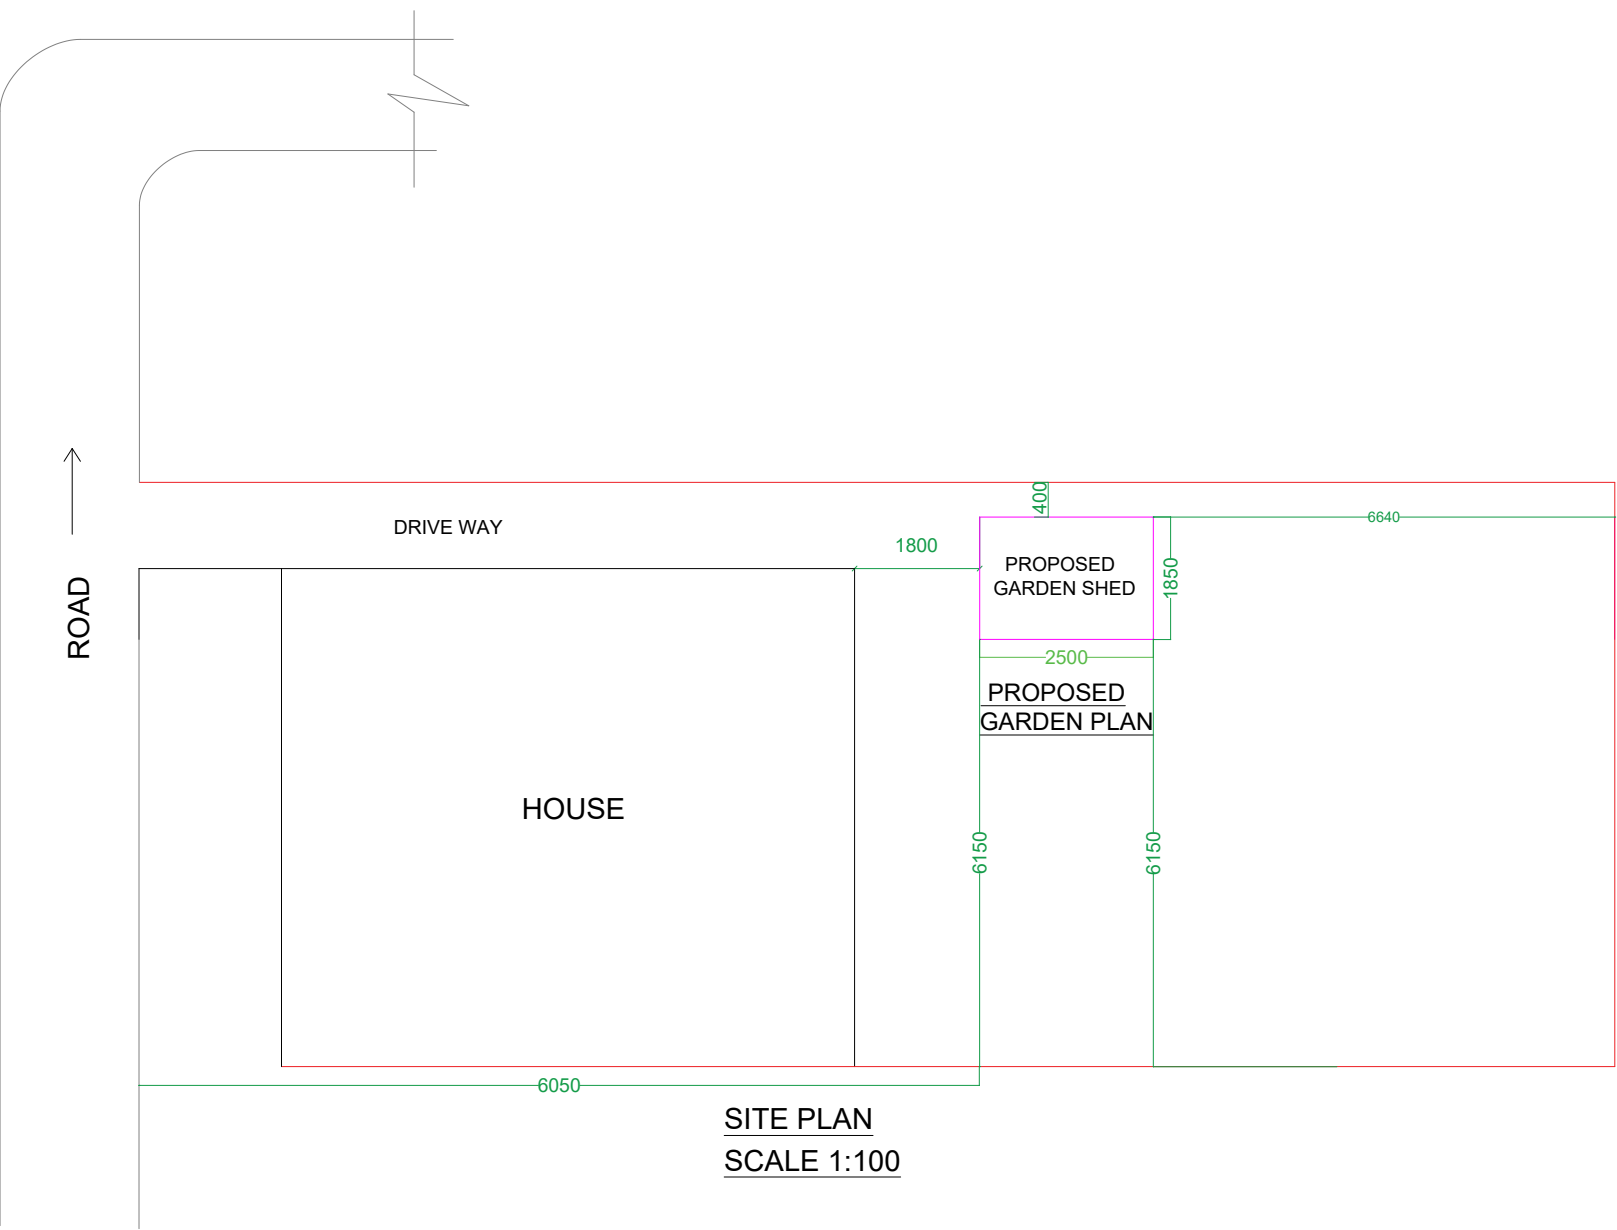 400
6640
DRIVE WAY
1800
PROPOSED
GARDEN SHED
1850
ROAD
2500
PROPOSED
GARDEN PLAN
HOUSE
6150
6150
6050
SITE PLAN
SCALE 1:100